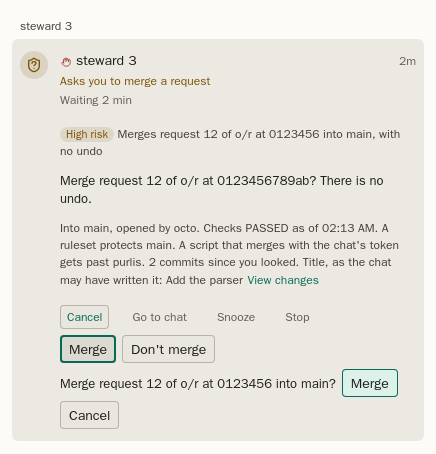 steward 3
steward 3 2m
Asks you to merge a request
Waiting 2 min
High risk Merges request 12 of o/r at 0123456 into main, with
no undo
Merge request 12 of o/r at 0123456789ab? There is no
undo.
Into main, opened by octo. Checks PASSED as of 02:13 AM. A
ruleset protects main. A script that merges with the chat's token
gets past purlis. 2 commits since you looked. Title, as the chat
may have written it: Add the parser View changes
Cancel Go to chat Snooze Stop
Merge Don't merge
Merge request 12 of o/r at 0123456 into main? Merge
Cancel